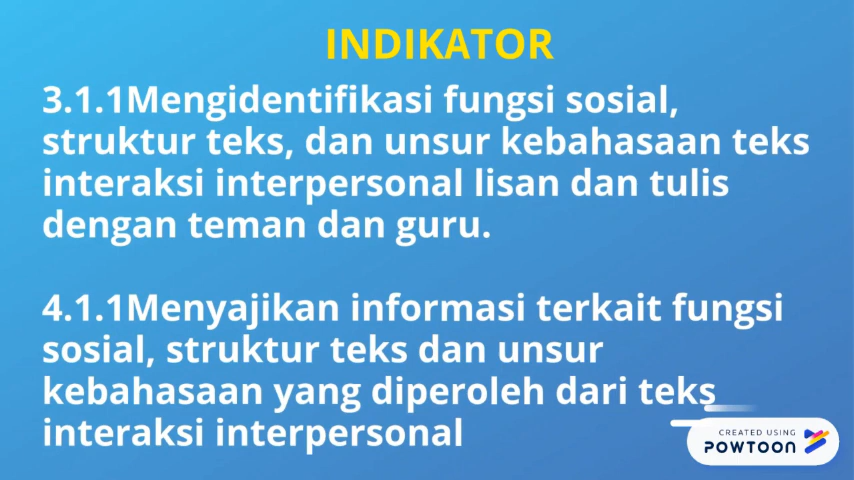 INDIKATOR
3.1.1Mengidentifikasi fungsi sosial,
struktur teks, dan unsur kebahasaan teks
interaksi interpersonal lisan dan tulis
dengan teman dan guru.
4.1.1Menyajikan informasi terkait fungsi
sosial, struktur teks dan unsur
kebahasaan yang diperoleh dari teks
interaksi interpersonal
CREATED USING
POWTOON